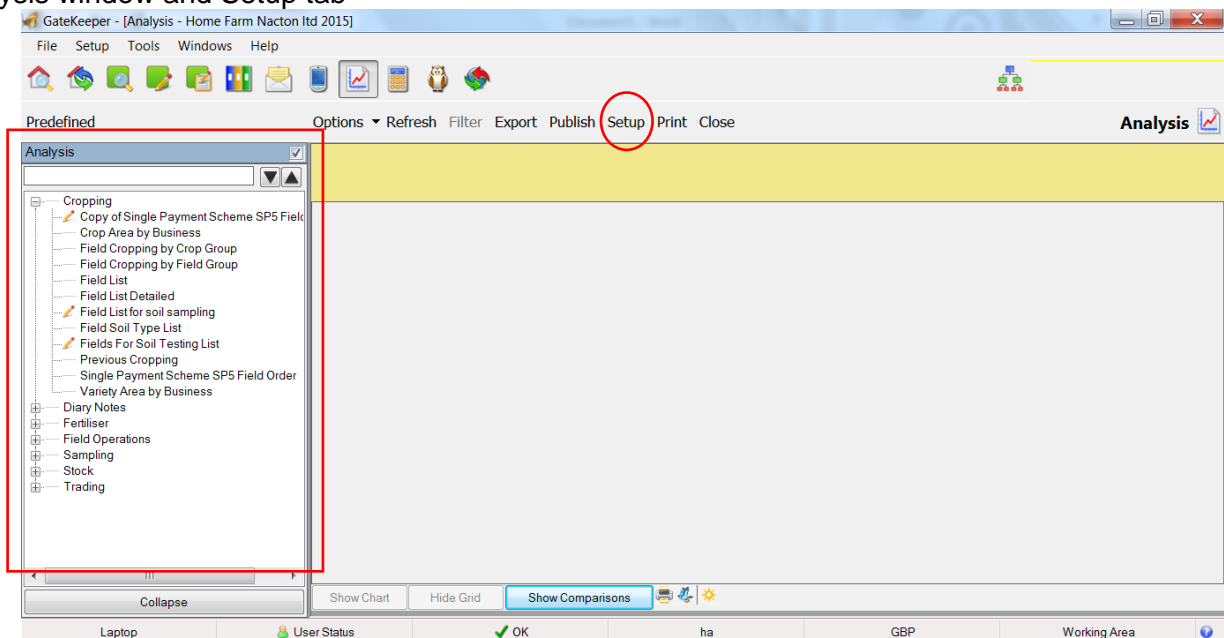 ysis window and Setup tab
GateKeeper - [Analysis - Home Farm Nacton ltd 2015]
File Setup Tools Windows Help
Predefined Options Refresh Filter Export Publish Setup Print Close Analysis
Analysis
Cropping
Copy of Single Payment Scheme SP5 Field
Crop Area by Business
Field Cropping by Crop Group
Field Cropping by Field Group
Field List
Field List Detailed
Field List for soil sampling
Field Soil Type List
Fields For Soil Testing List
Previous Cropping
Single Payment Scheme SP5 Field Order
Variety Area by Business
Diary Notes
Fertiliser
Field Operations
Sampling
Stock
Trading
Collapse Show Chart Hide Grid Show Comparisons
Laptop User Status OK ha GBP Working Area